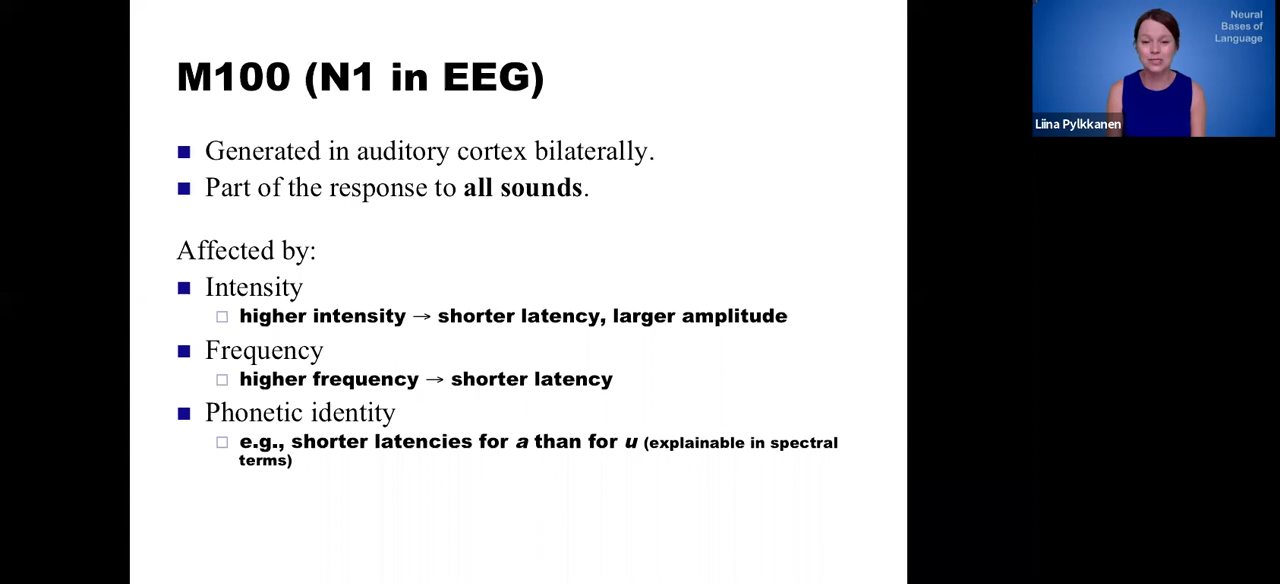 M100 (N1 in EEG)
Generated in auditory cortex bilaterally.
Part of the response to all sounds.
Affected by:
Intensity
higher intensity → shorter latency, larger amplitude
Frequency
higher frequency → shorter latency
Phonetic identity
e.g., shorter latencies for a than for u (explainable in spectral
terms)
Neural
Bases of
Language
Liina Pylkkanen